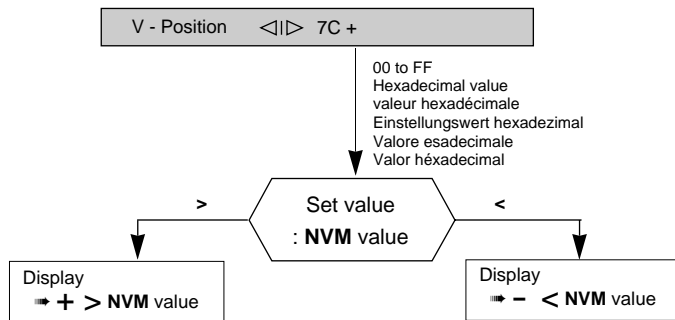 V - Position ◁|▷ 7C +
00 to FF
Hexadecimal value
valeur hexadécimale
Einstellungswert hexadezimal
Valore esadecimale
Valor héxadecimal
> Set value <
: NVM value
Display
➠ + > NVM value
Display
➠ - < NVM value